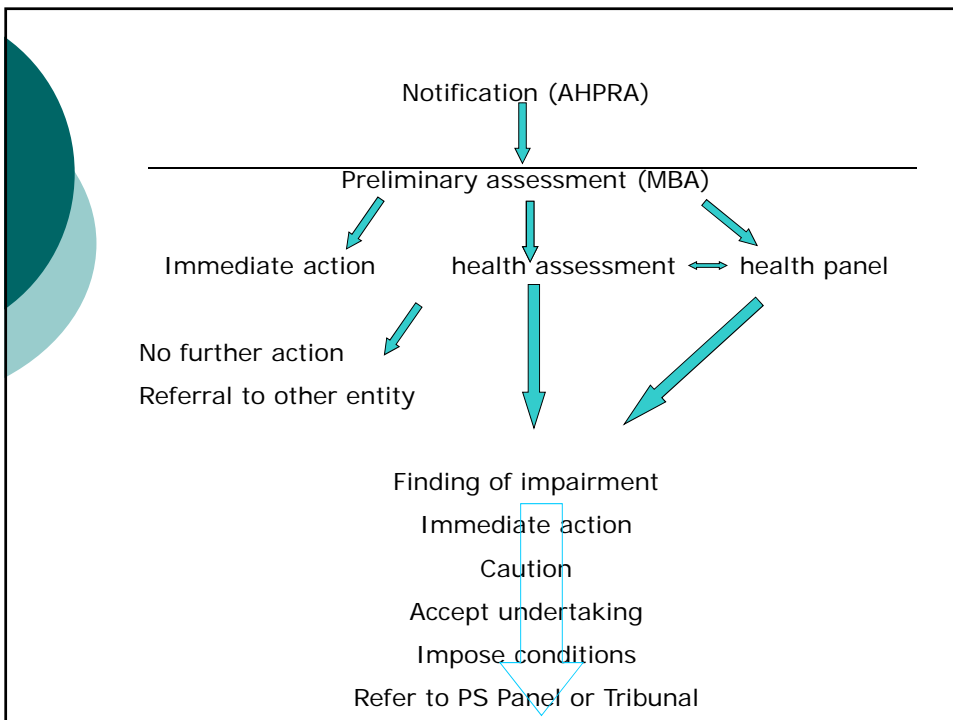 Notification (AHPRA)
Preliminary assessment (MBA)
Immediate action health assessment health panel
No further action
Referral to other entity
Finding of impairment
Immediate action
Caution
Accept undertaking
Impose conditions
Refer to PS Panel or Tribunal